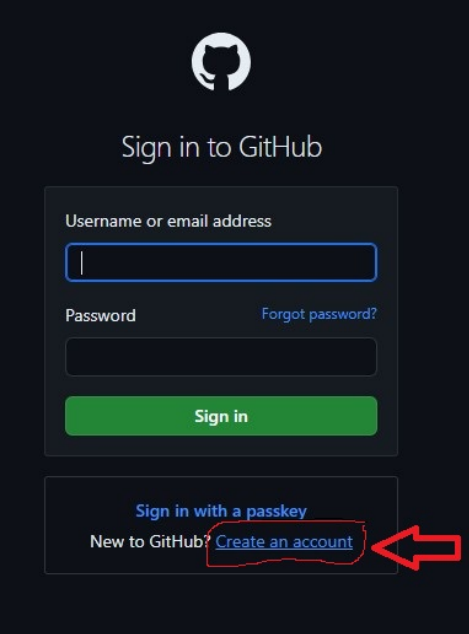 Sign in to GitHub
Username or email address
Password Forgot password?
Sign in
Sign in with a passkey
New to GitHub? Create an account